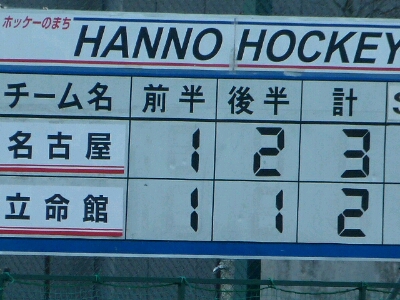 ホッケーのまち
HANNO HOCKEY
チーム名 前半 後半 計
名古屋 1 2 3
立命館 1 1 2